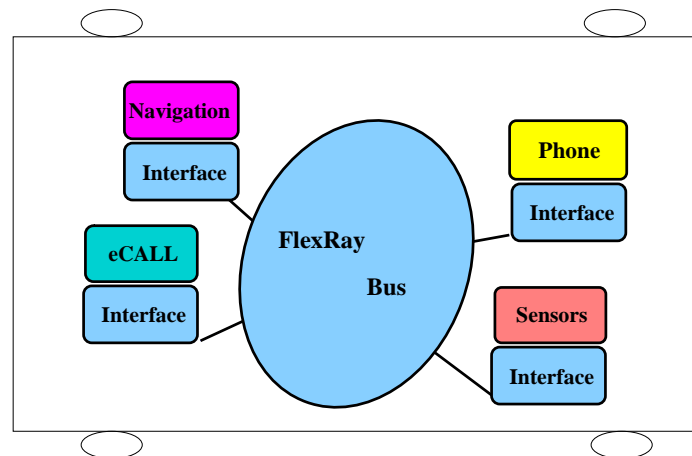 Navigation
Interface
Phone
Interface
eCALL
Interface
FlexRay
Bus
Sensors
Interface